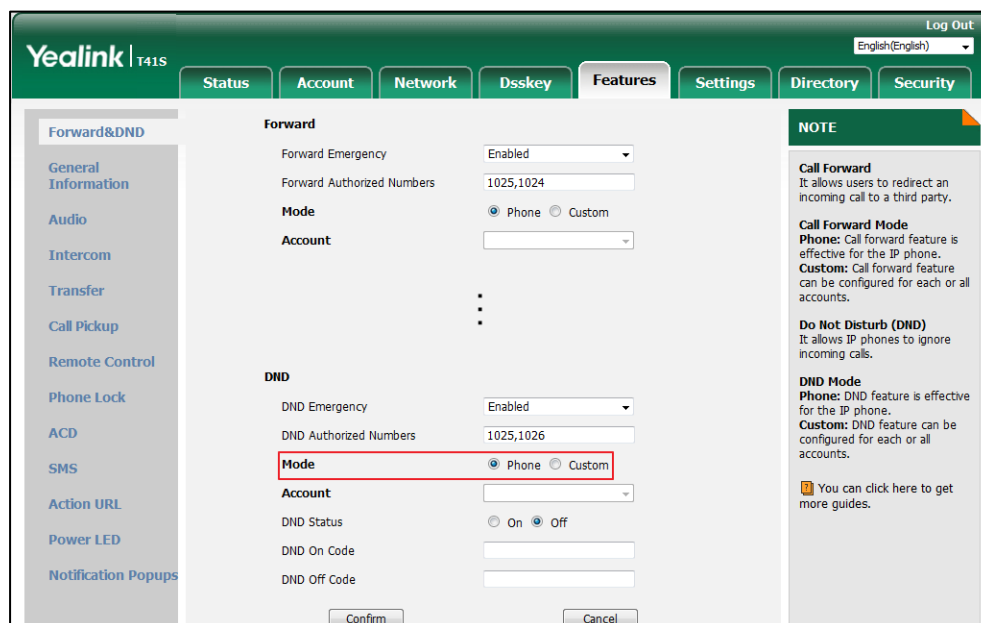 Log Out
Yealink T41S
English(English)
Status Account Network Dsskey Features Settings Directory Security
Forward&DND
General
Information
Audio
Intercom
Transfer
Call Pickup
Remote Control
Phone Lock
ACD
SMS
Action URL
Power LED
Notification Popups
Forward
Forward Emergency Enabled
Forward Authorized Numbers 1025,1024
Mode Phone Custom
Account
DND
DND Emergency Enabled
DND Authorized Numbers 1025,1026
Mode Phone Custom
Account
DND Status On Off
DND On Code
DND Off Code
Confirm Cancel
NOTE
Call Forward
It allows users to redirect an
incoming call to a third party.
Call Forward Mode
Phone: Call forward feature is
effective for the IP phone.
Custom: Call forward feature
can be configured for each or all
accounts.
Do Not Disturb (DND)
It allows IP phones to ignore
incoming calls.
DND Mode
Phone: DND feature is effective
for the IP phone.
Custom: DND feature can be
configured for each or all
accounts.
? You can click here to get
more guides.